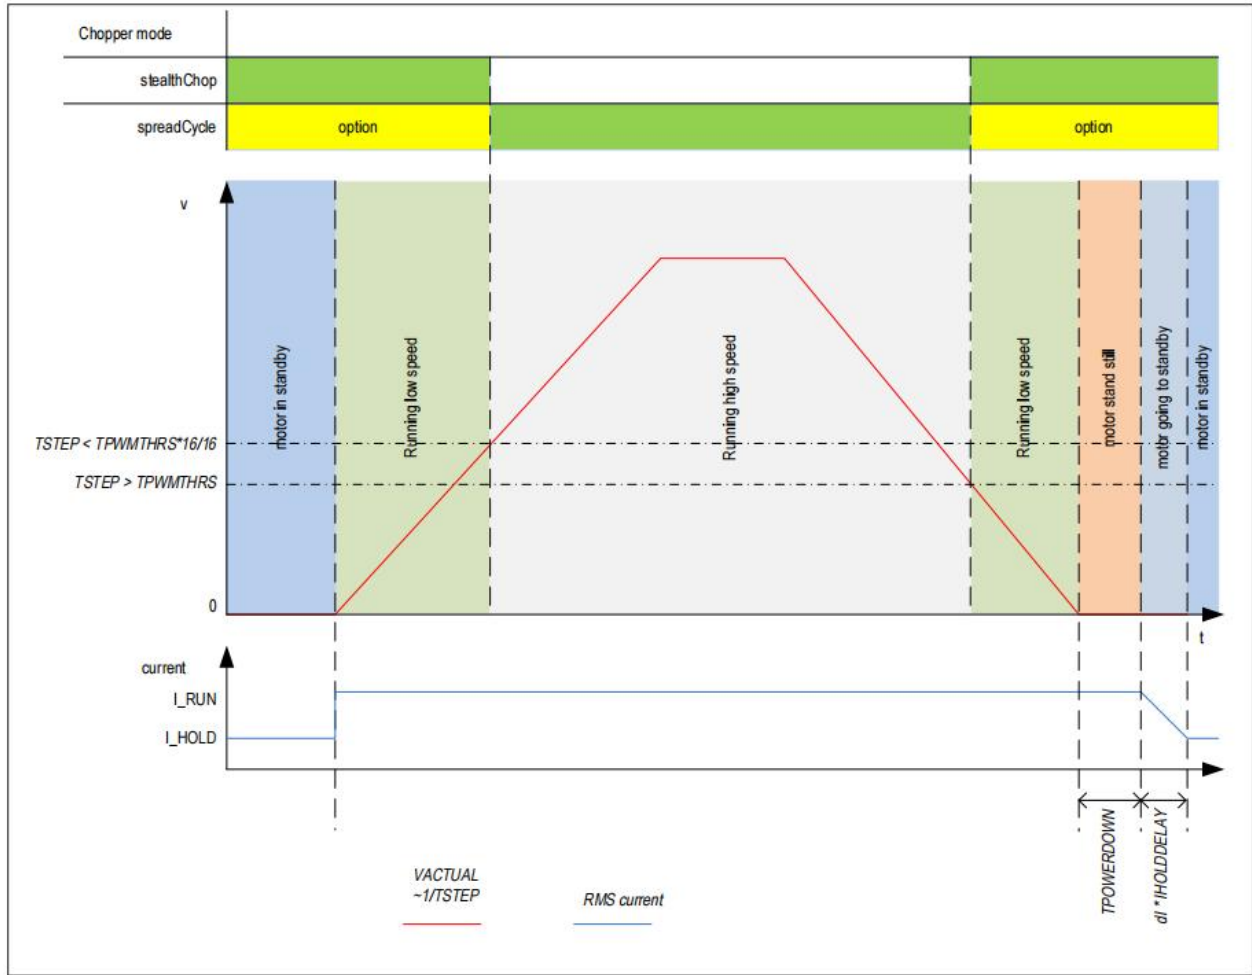 Chopper mode
stealthChop
spreadCycle
option
option
v
motor in standby
Running low speed
Running high speed
Running low speed
motor stand still
motor going to standby
motor in standby
TSTEP < TPWMTHRS*16/16
TSTEP > TPWMTHRS
0
t
current
I_RUN
I_HOLD
TPOWERDOWN
dI * IHOLDDELAY
VACTUAL
~1/TSTEP
RMS current